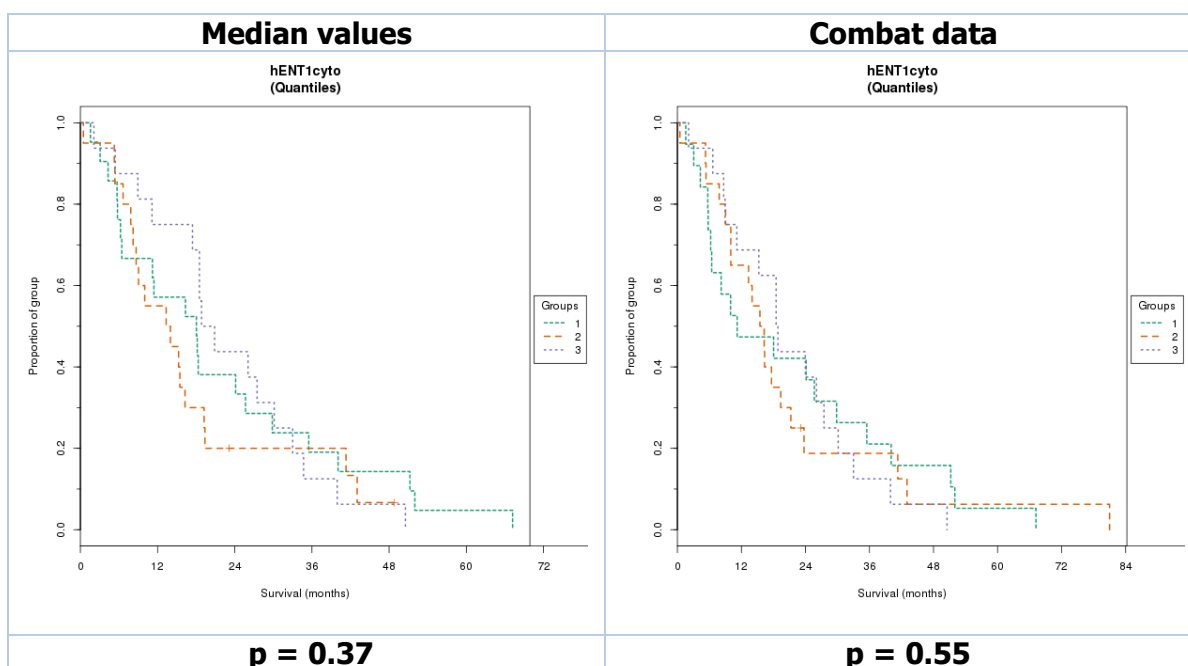 Median values
Combat data
hENT1cyto
(Quantiles)
Proportion of group
1.0
0.8
0.6
0.4
0.2
0.0
0 12 24 36 48 60 72
Survival (months)
Groups
1
2
3
hENT1cyto
(Quantiles)
Proportion of group
1.0
0.8
0.6
0.4
0.2
0.0
0 12 24 36 48 60 72 84
Survival (months)
Groups
1
2
3
p = 0.37
p = 0.55